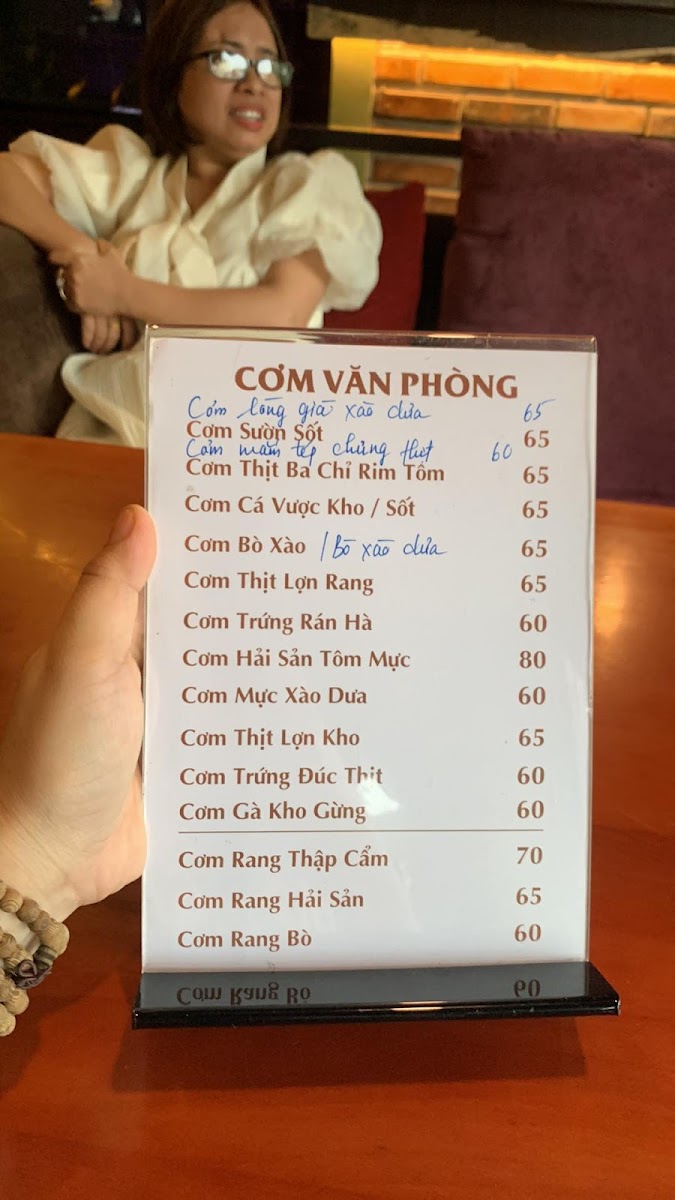 CƠM VĂN PHÒNG
Cơm lòng gà xào dứa 65
Cơm Sườn Sốt 65
Cơm mắm tép chưng thịt 60
Cơm Thịt Ba Chỉ Rim Tôm 65
Cơm Cá Vược Kho / Sốt 65
Cơm Bò Xào / Bò xào dứa 65
Cơm Thịt Lợn Rang 65
Cơm Trứng Rán Hà 60
Cơm Hải Sản Tôm Mực 80
Cơm Mực Xào Dưa 60
Cơm Thịt Lợn Kho 65
Cơm Trứng Đúc Thịt 60
Cơm Gà Kho Gừng 60
Cơm Rang Thập Cẩm 70
Cơm Rang Hải Sản 65
Cơm Rang Bò 60